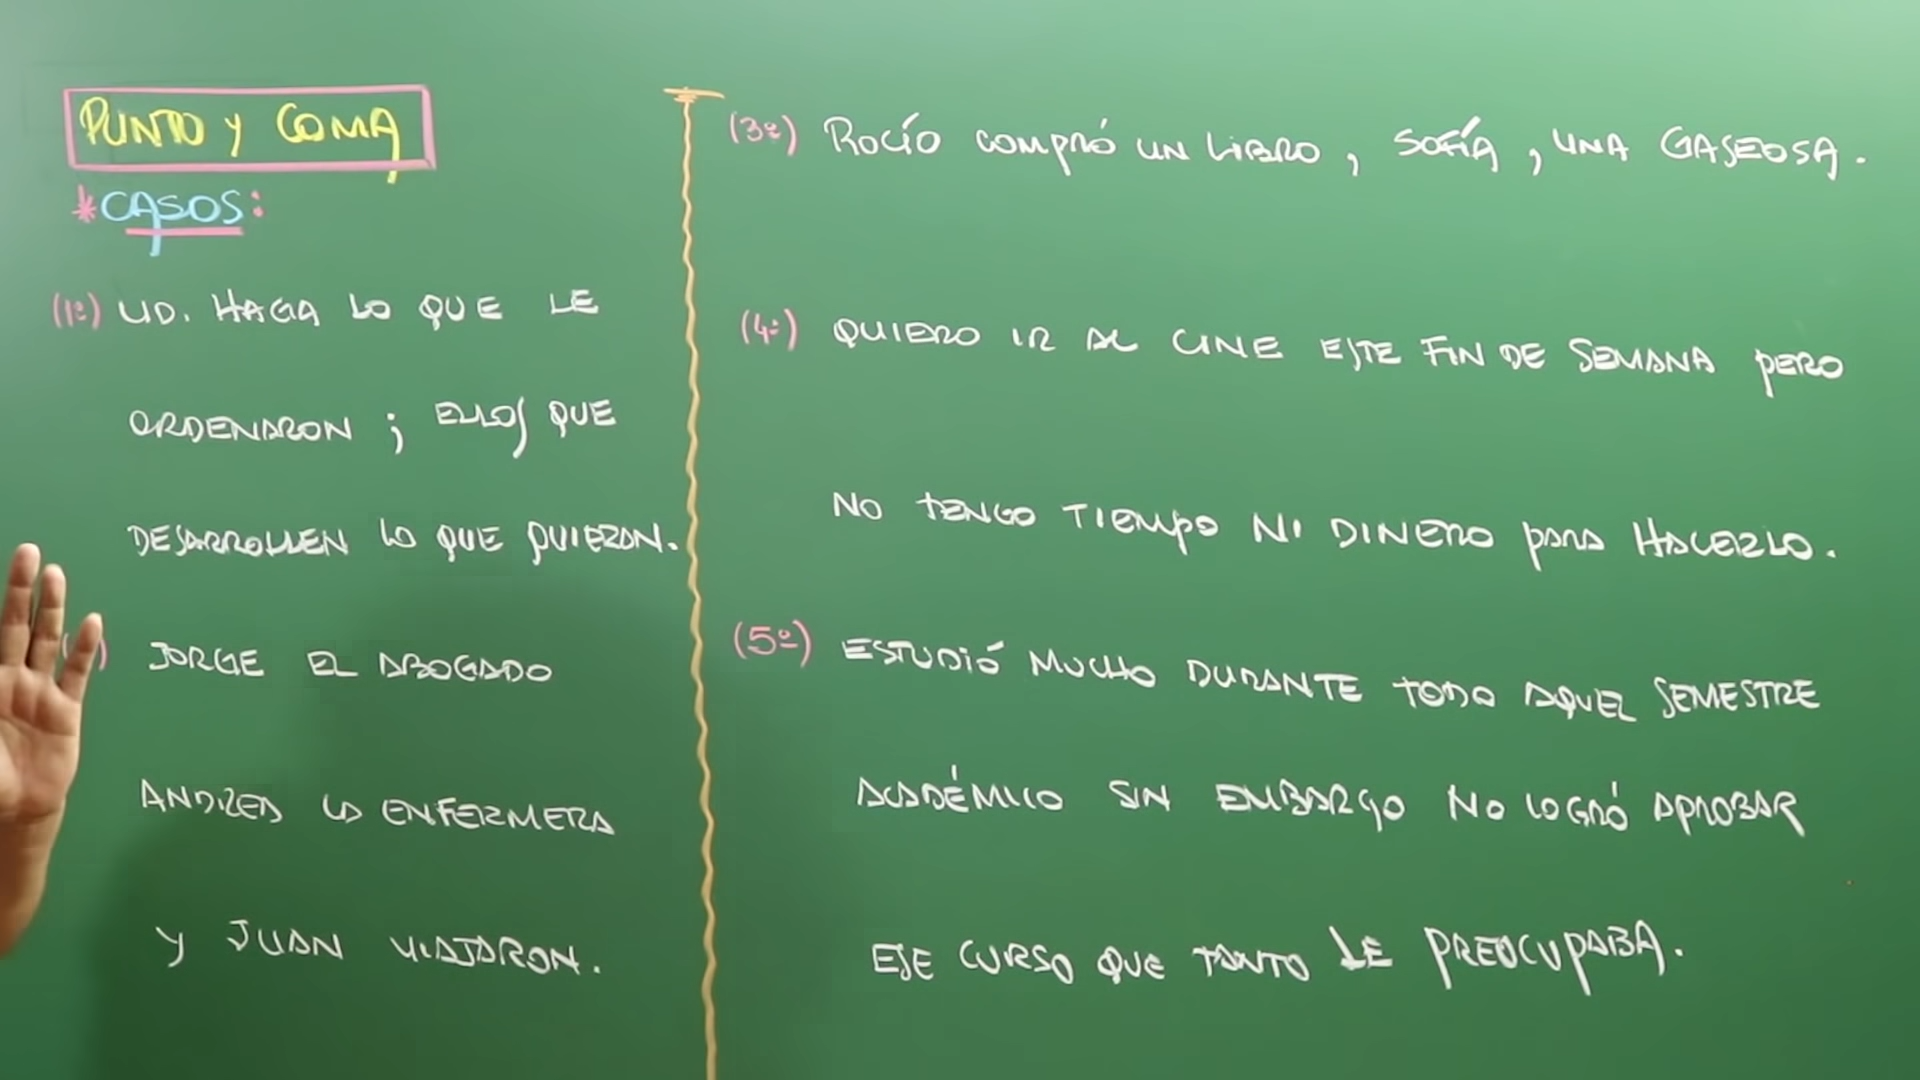 PUNTO Y COMA
* CASOS:
(1º) UD. HAGA LO QUE LE
ORDENARON ; ELLOS QUE
DESARROLLEN LO QUE QUIERAN.
) JORGE EL ABOGADO
ANDREA LA ENFERMERA
Y JUAN VIAJARON.
(3º) ROCÍO COMPRÓ UN LIBRO , SOFÍA , UNA GASEOSA.
(4º) QUIERO IR AL CINE ESTE FIN DE SEMANA PERO
NO TENGO TIEMPO NI DINERO PARA HACERLO.
(5º) ESTUDIÓ MUCHO DURANTE TODO AQUEL SEMESTRE
ACADÉMICO SIN EMBARGO NO LOGRÓ APROBAR
ESE CURSO QUE TANTO LE PREOCUPABA.